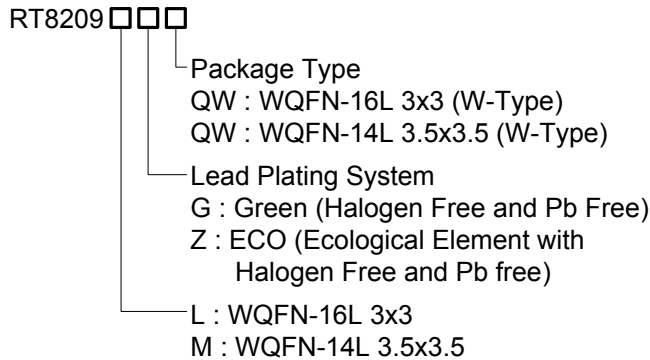 RT8209□□□
Package Type
QW : WQFN-16L 3x3 (W-Type)
QW : WQFN-14L 3.5x3.5 (W-Type)
Lead Plating System
G : Green (Halogen Free and Pb Free)
Z : ECO (Ecological Element with
Halogen Free and Pb free)
L : WQFN-16L 3x3
M : WQFN-14L 3.5x3.5